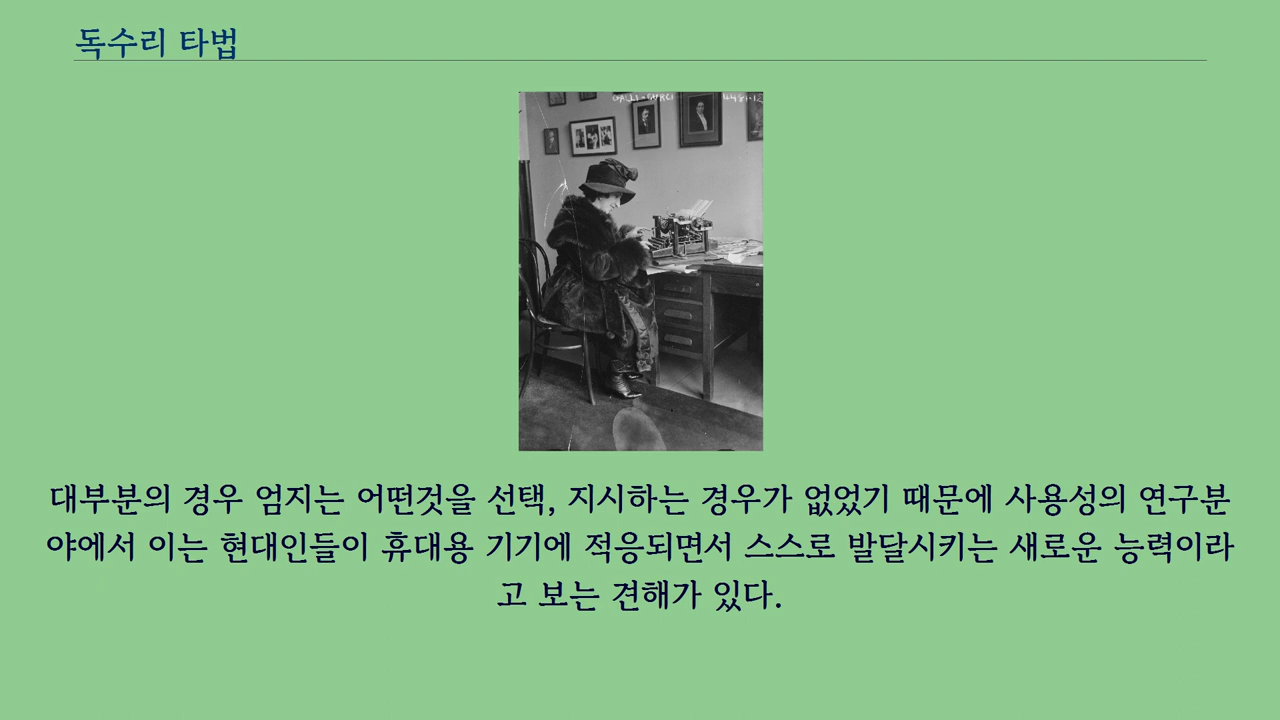 독수리 타법
GALLI-CURCI
대부분의 경우 엄지는 어떤것을 선택, 지시하는 경우가 없었기 때문에 사용성의 연구분
야에서 이는 현대인들이 휴대용 기기에 적응되면서 스스로 발달시키는 새로운 능력이라
고 보는 견해가 있다.